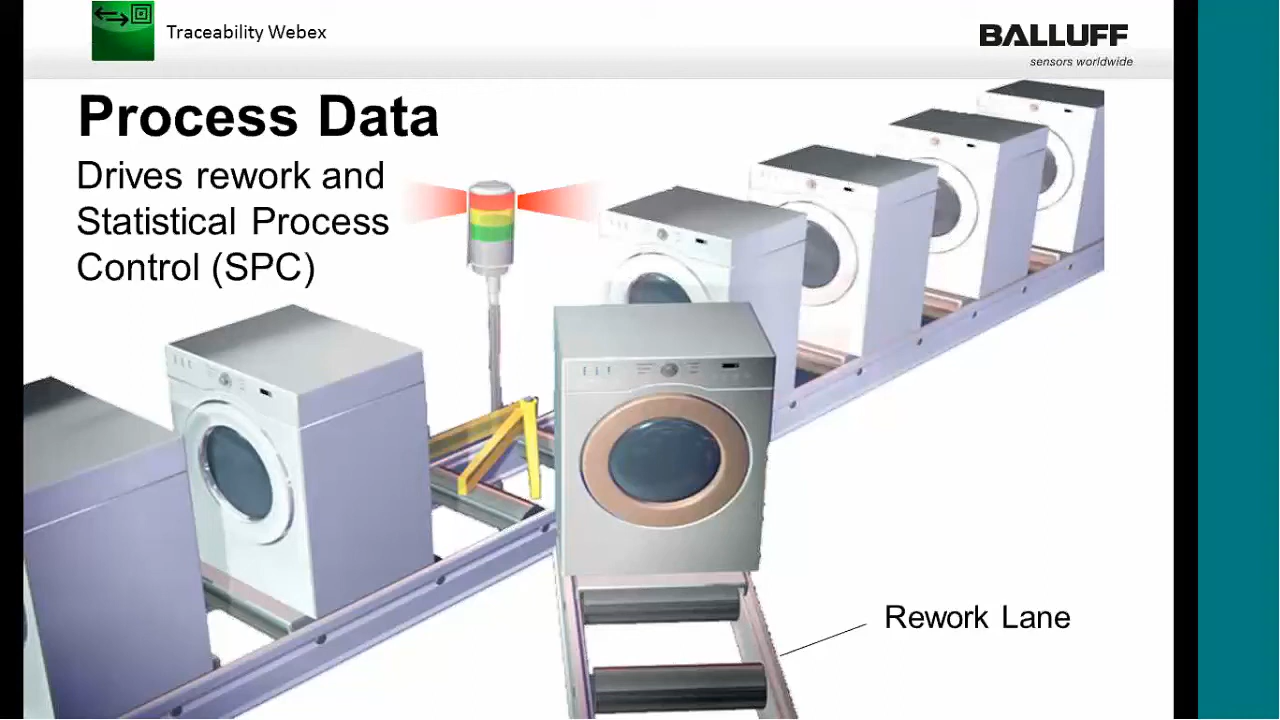 Traceability Webex
BALLUFF
sensors worldwide
Process Data
Drives rework and
Statistical Process
Control (SPC)
Rework Lane